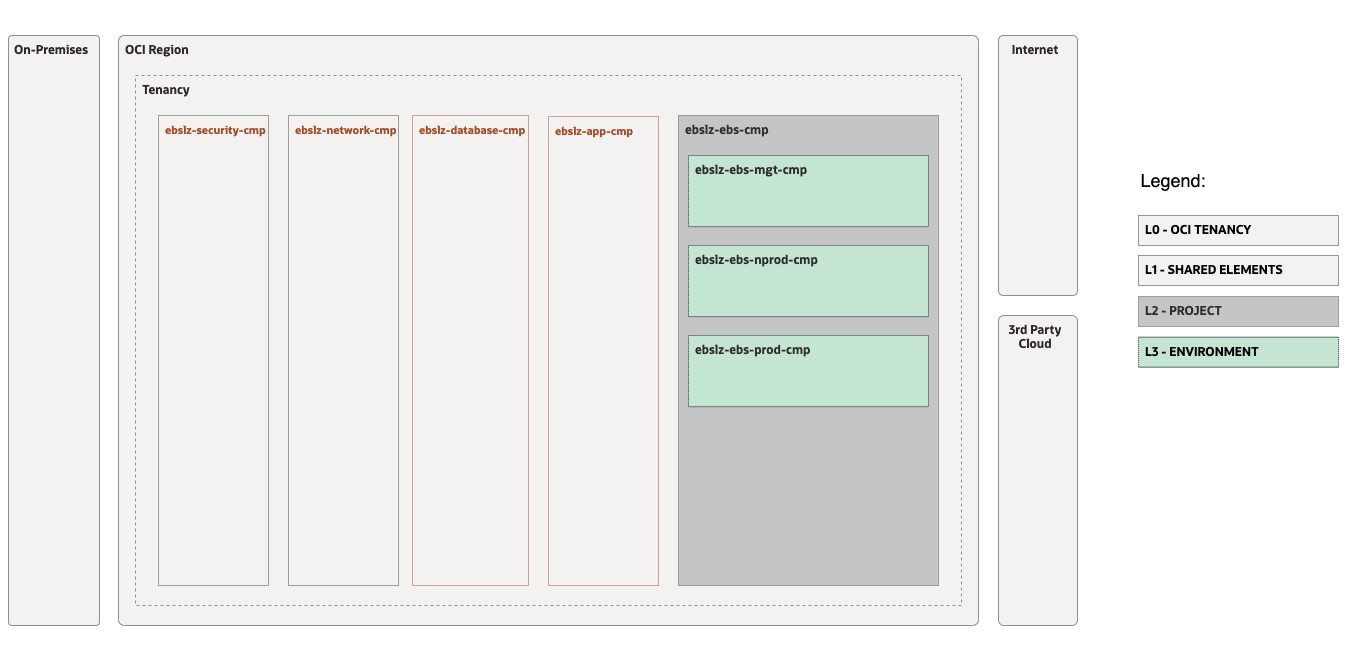 On-Premises
OCI Region
Tenancy
ebslz-security-cmp
ebslz-network-cmp
ebslz-database-cmp
ebslz-app-cmp
ebslz-ebs-cmp
ebslz-ebs-mgt-cmp
ebslz-ebs-nprod-cmp
ebslz-ebs-prod-cmp
Internet
3rd Party
Cloud
Legend:
L0 - OCI TENANCY
L1 - SHARED ELEMENTS
L2 - PROJECT
L3 - ENVIRONMENT